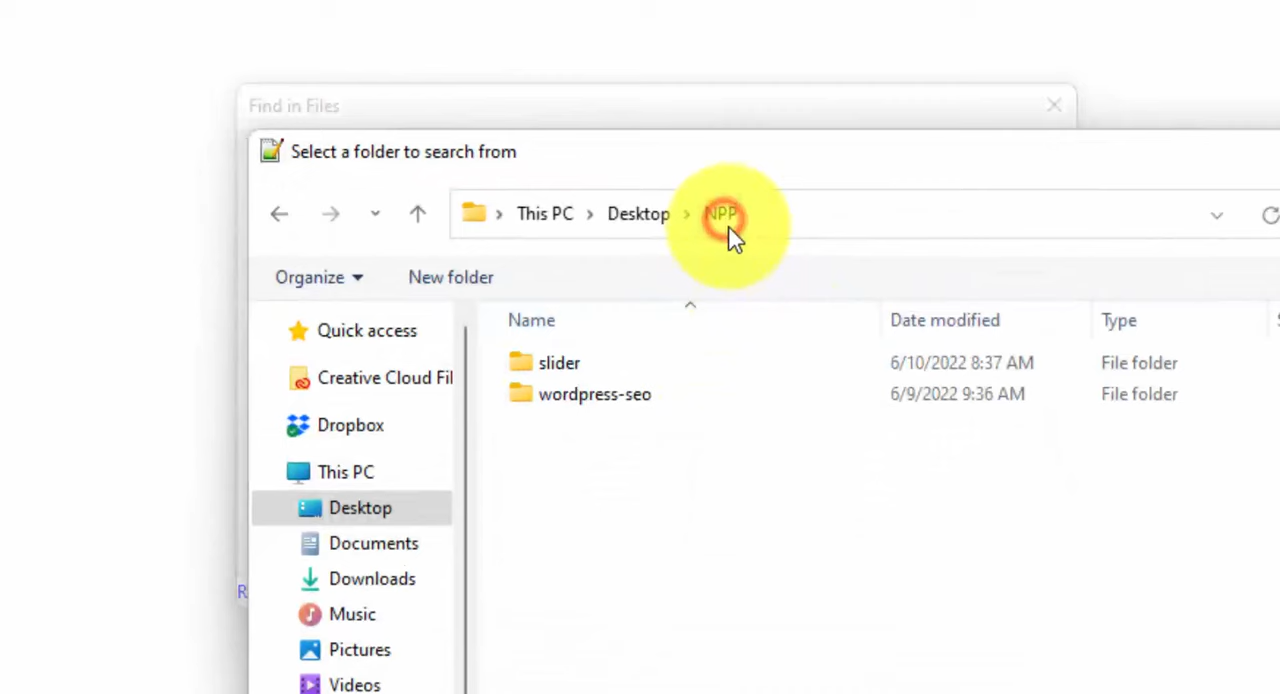 Find in Files
Select a folder to search from
This PC > Desktop > NPP
Organize New folder
Name Date modified Type
Quick access
Creative Cloud Fil
Dropbox
This PC
Desktop
Documents
Downloads
Music
Pictures
Videos
slider 6/10/2022 8:37 AM File folder
wordpress-seo 6/9/2022 9:36 AM File folder
R